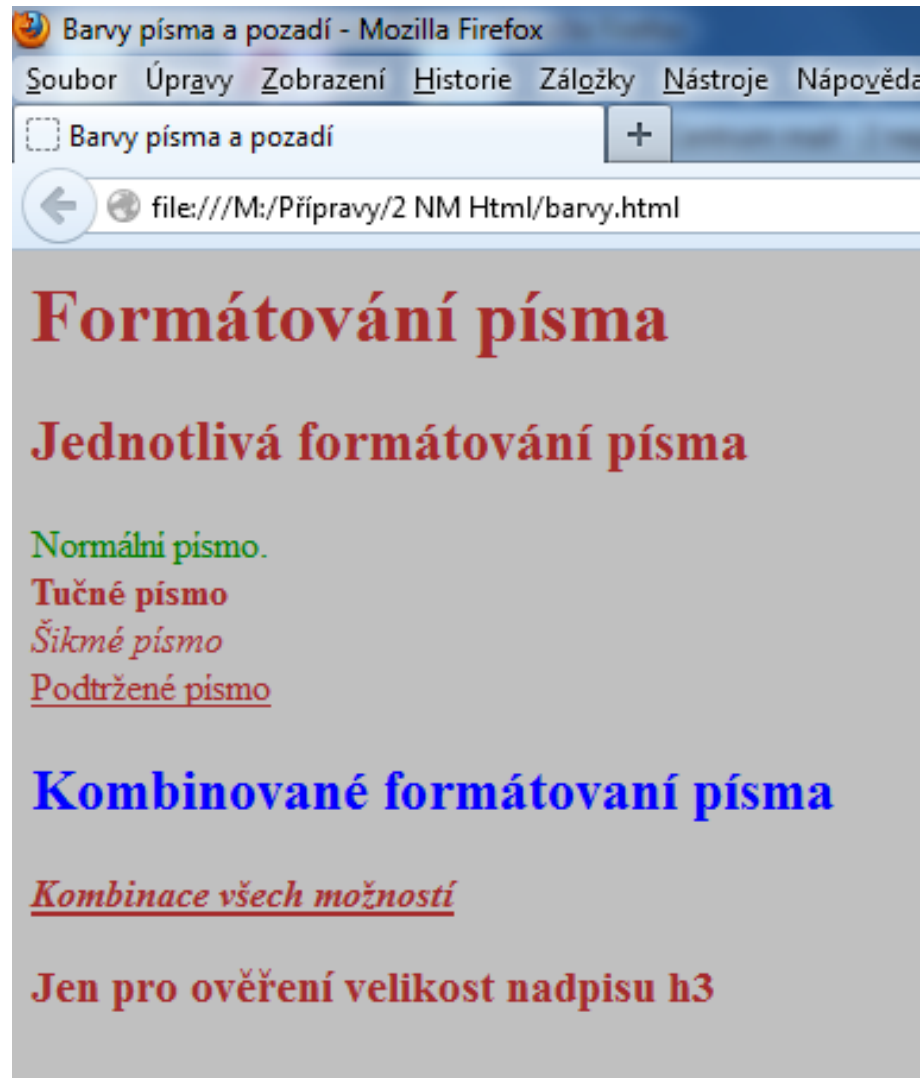 Barvy písma a pozadí - Mozilla Firefox
Soubor Úpravy Zobrazení Historie Záložky Nástroje Nápověda
Barvy písma a pozadí +
file:///M:/Přípravy/2 NM Html/barvy.html
Formátování písma
Jednotlivá formátování písma
Normální písmo.
Tučné písmo
Šikmé písmo
Podtržené písmo
Kombinované formátovaní písma
Kombinace všech možností
Jen pro ověření velikost nadpisu h3